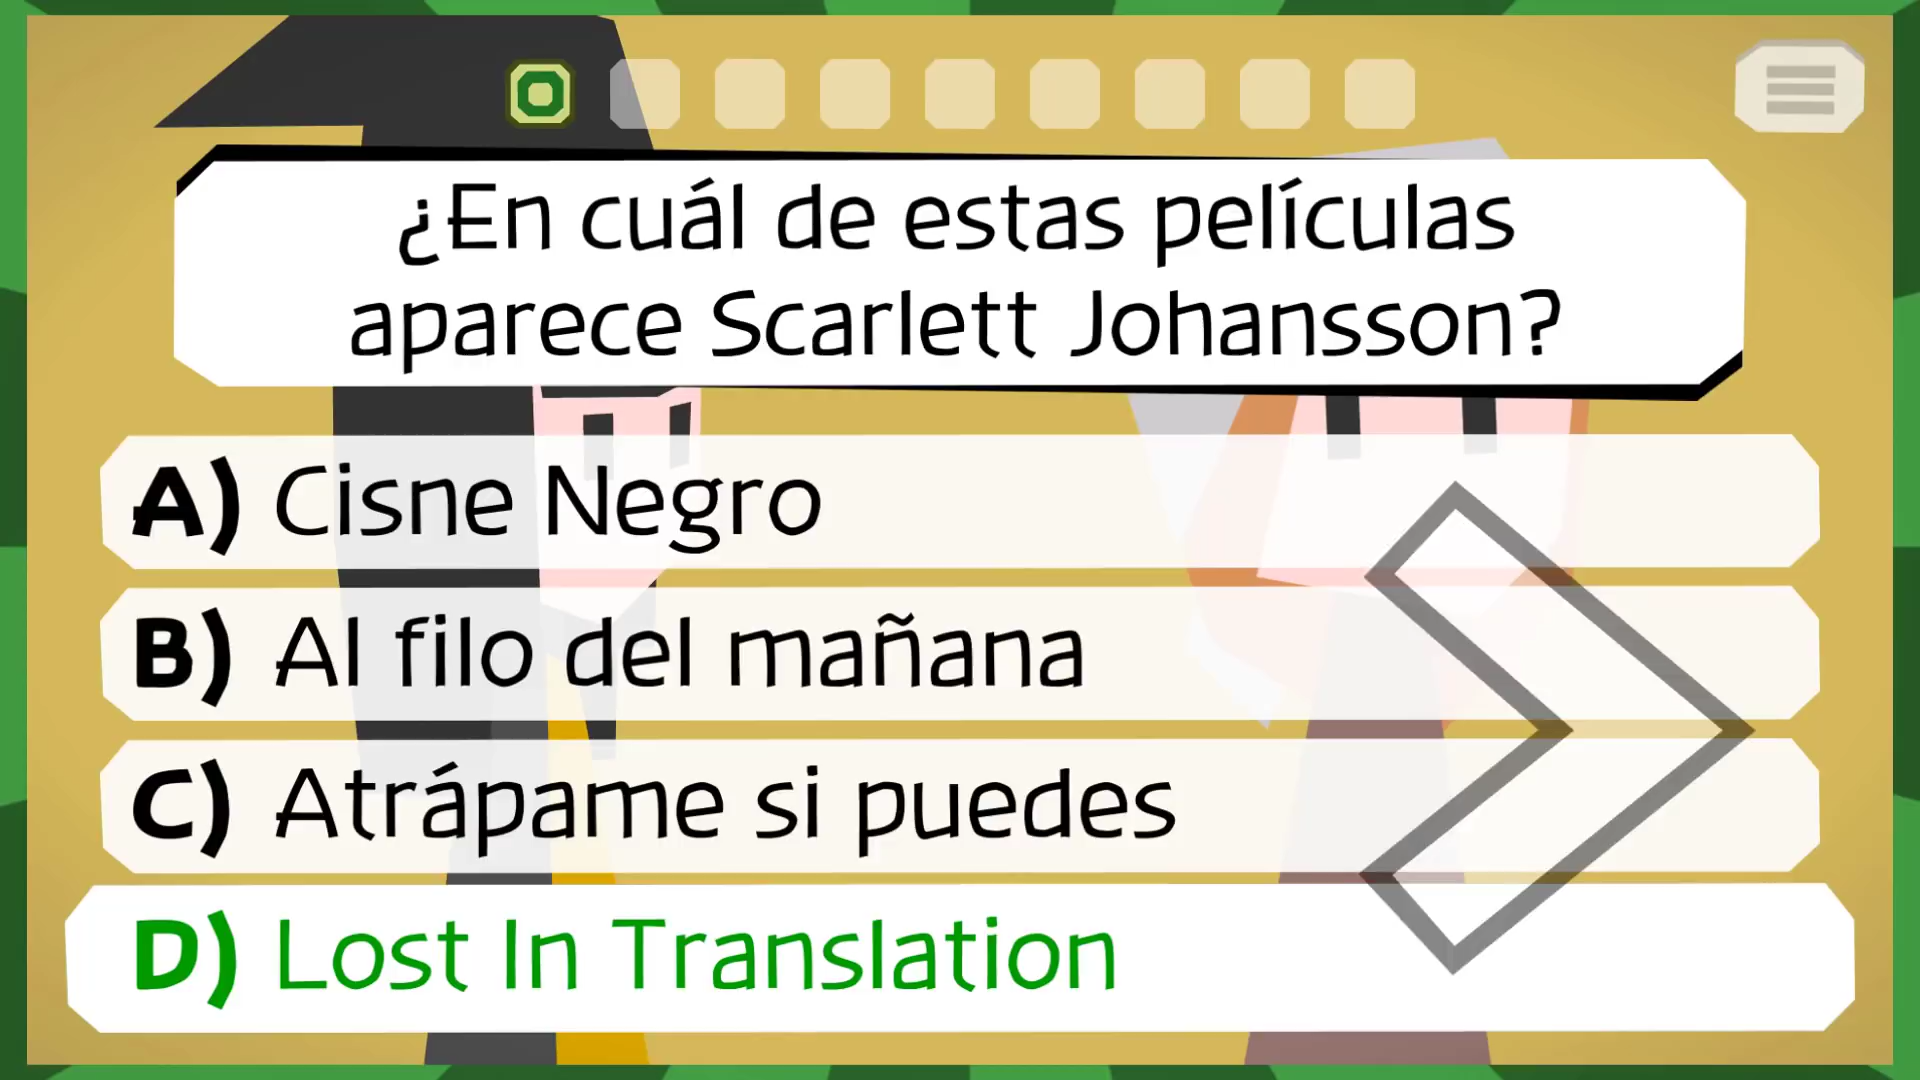 ¿En cuál de estas películas
aparece Scarlett Johansson?
A) Cisne Negro
B) Al filo del mañana
C) Atrápame si puedes
D) Lost In Translation